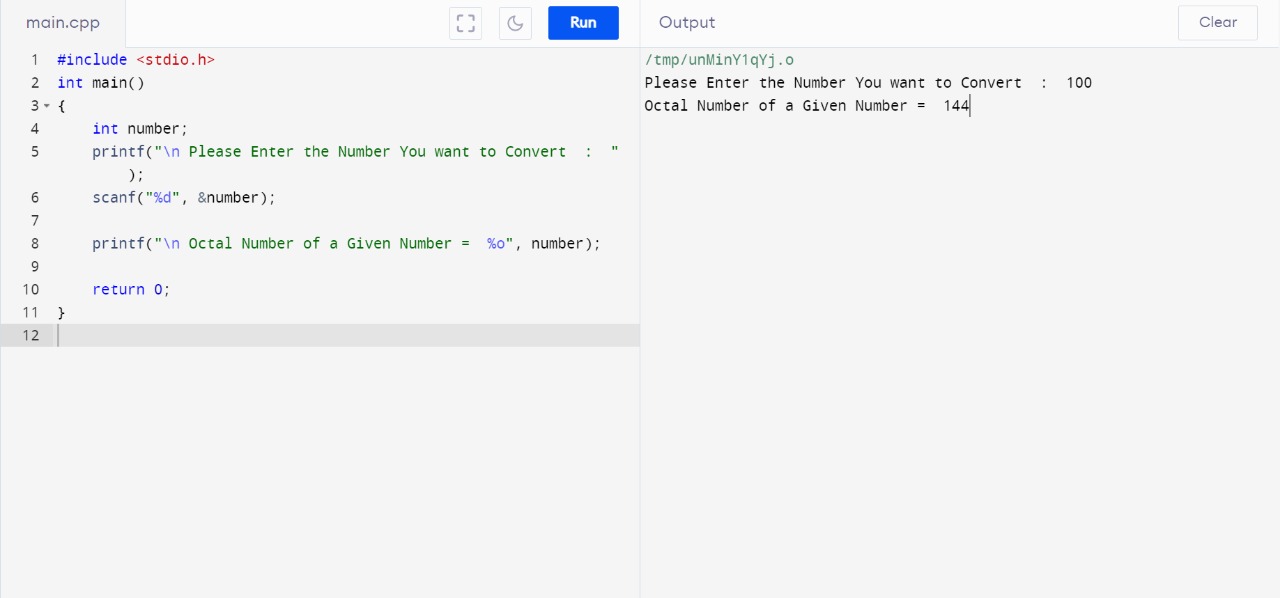 main.cpp
Run
Output
Clear
1 #include <stdio.h>
2 int main()
3 {
4 int number;
5 printf("\n Please Enter the Number You want to Convert  :  "
);
6 scanf("%d", &number);
7
8 printf("\n Octal Number of a Given Number =  %o", number);
9
10 return 0;
11 }
12
/tmp/unMinY1qYj.o
Please Enter the Number You want to Convert  :  100
Octal Number of a Given Number =  144